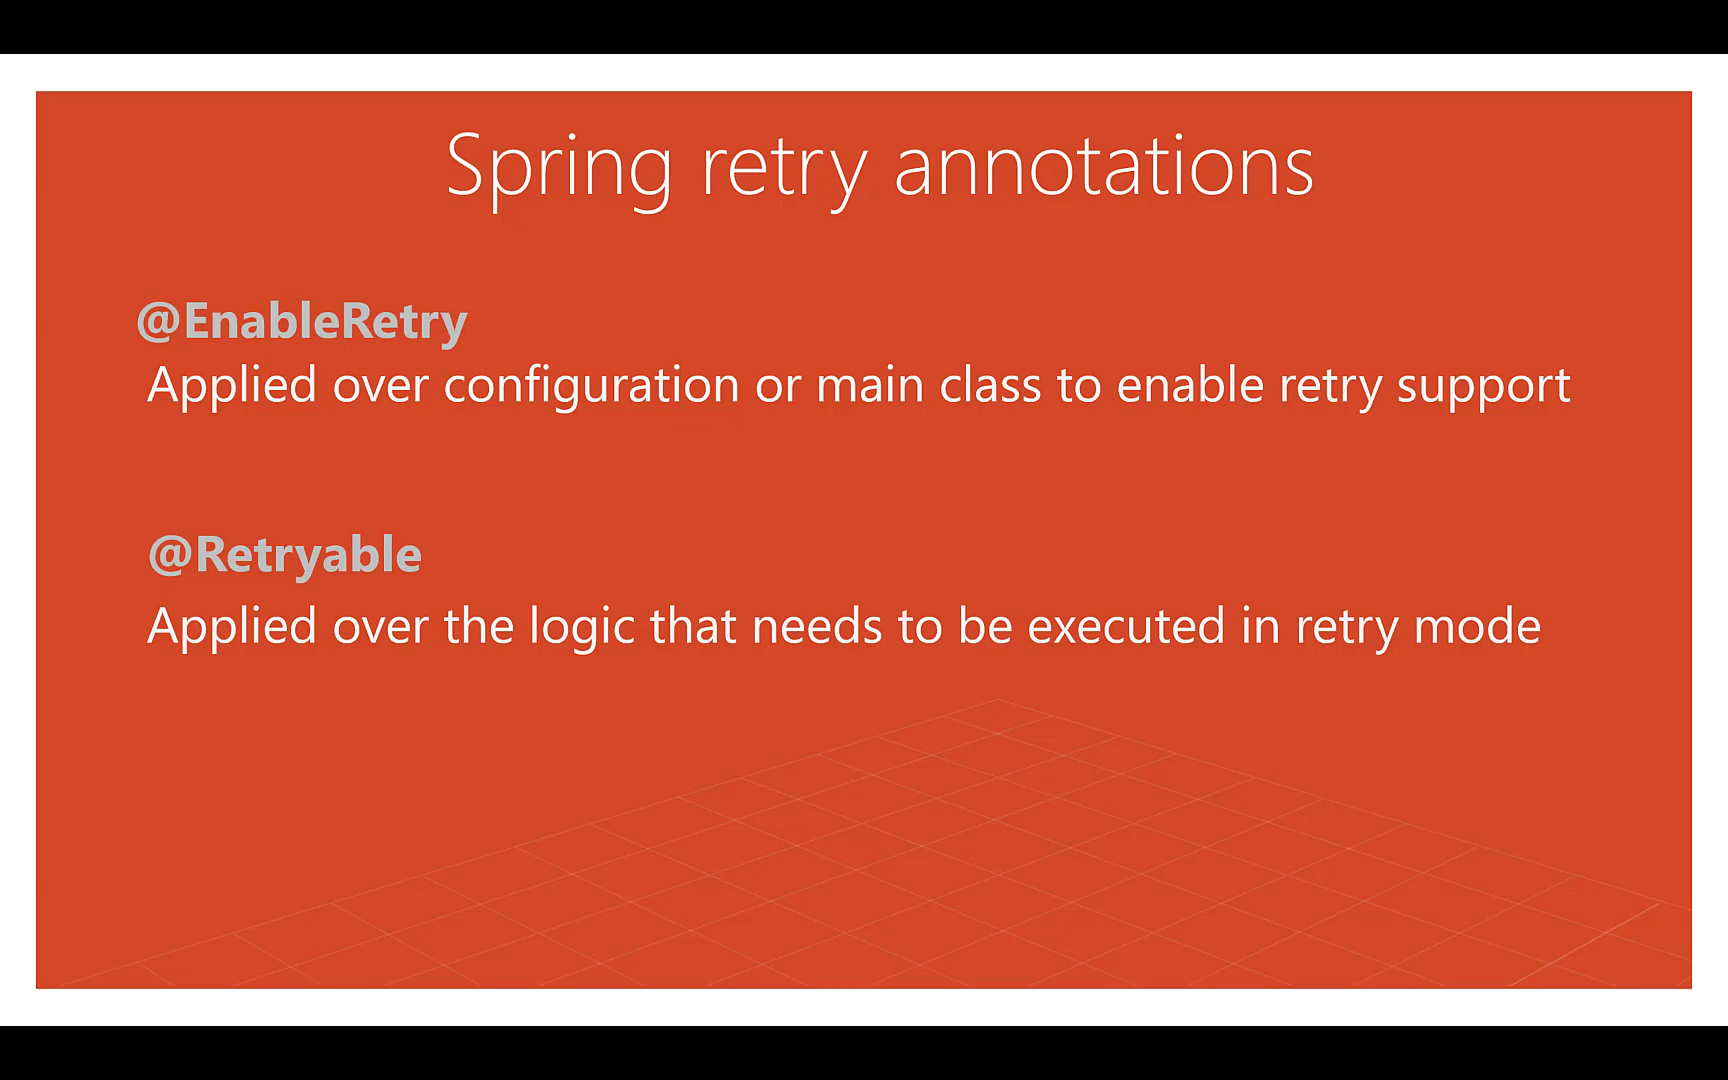 Spring retry annotations
@EnableRetry
Applied over configuration or main class to enable retry support
@Retryable
Applied over the logic that needs to be executed in retry mode